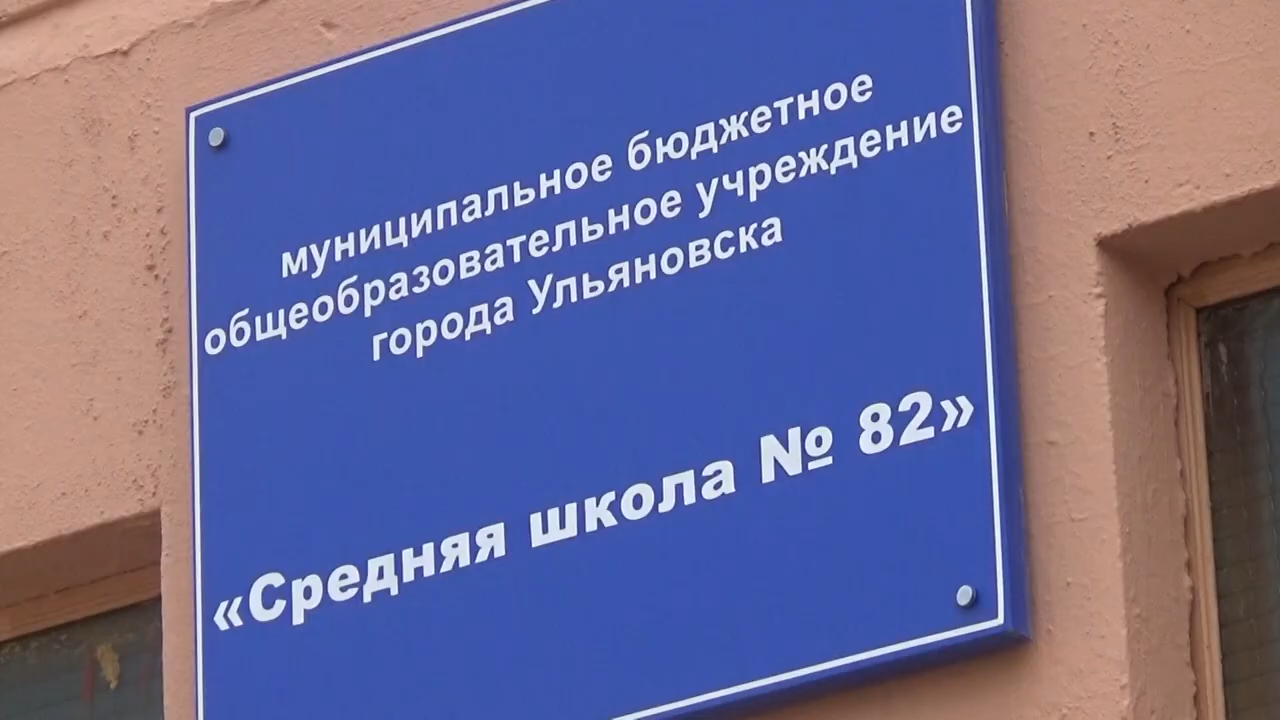 муниципальное бюджетное
общеобразовательное учреждение
города Ульяновска
«Средняя школа № 82»